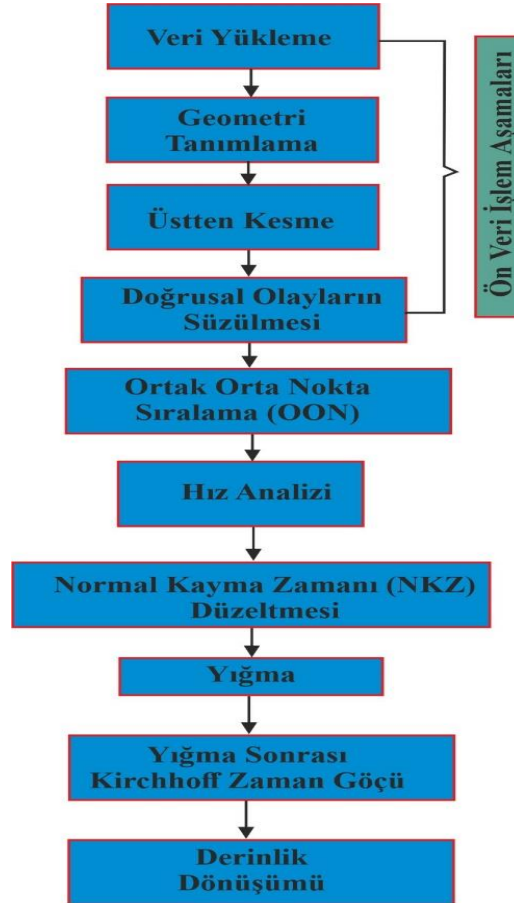 Veri Yükleme
Geometri
Tanımlama
Üstten Kesme
Doğrusal Olayların
Süzülmesi
Ortak Orta Nokta
Sıralama (OON)
Hız Analizi
Normal Kayma Zamanı (NKZ)
Düzeltmesi
Yığma
Yığma Sonrası
Kirchhoff Zaman Göçü
Derinlik
Dönüşümü
Ön Veri İşlem Aşamaları